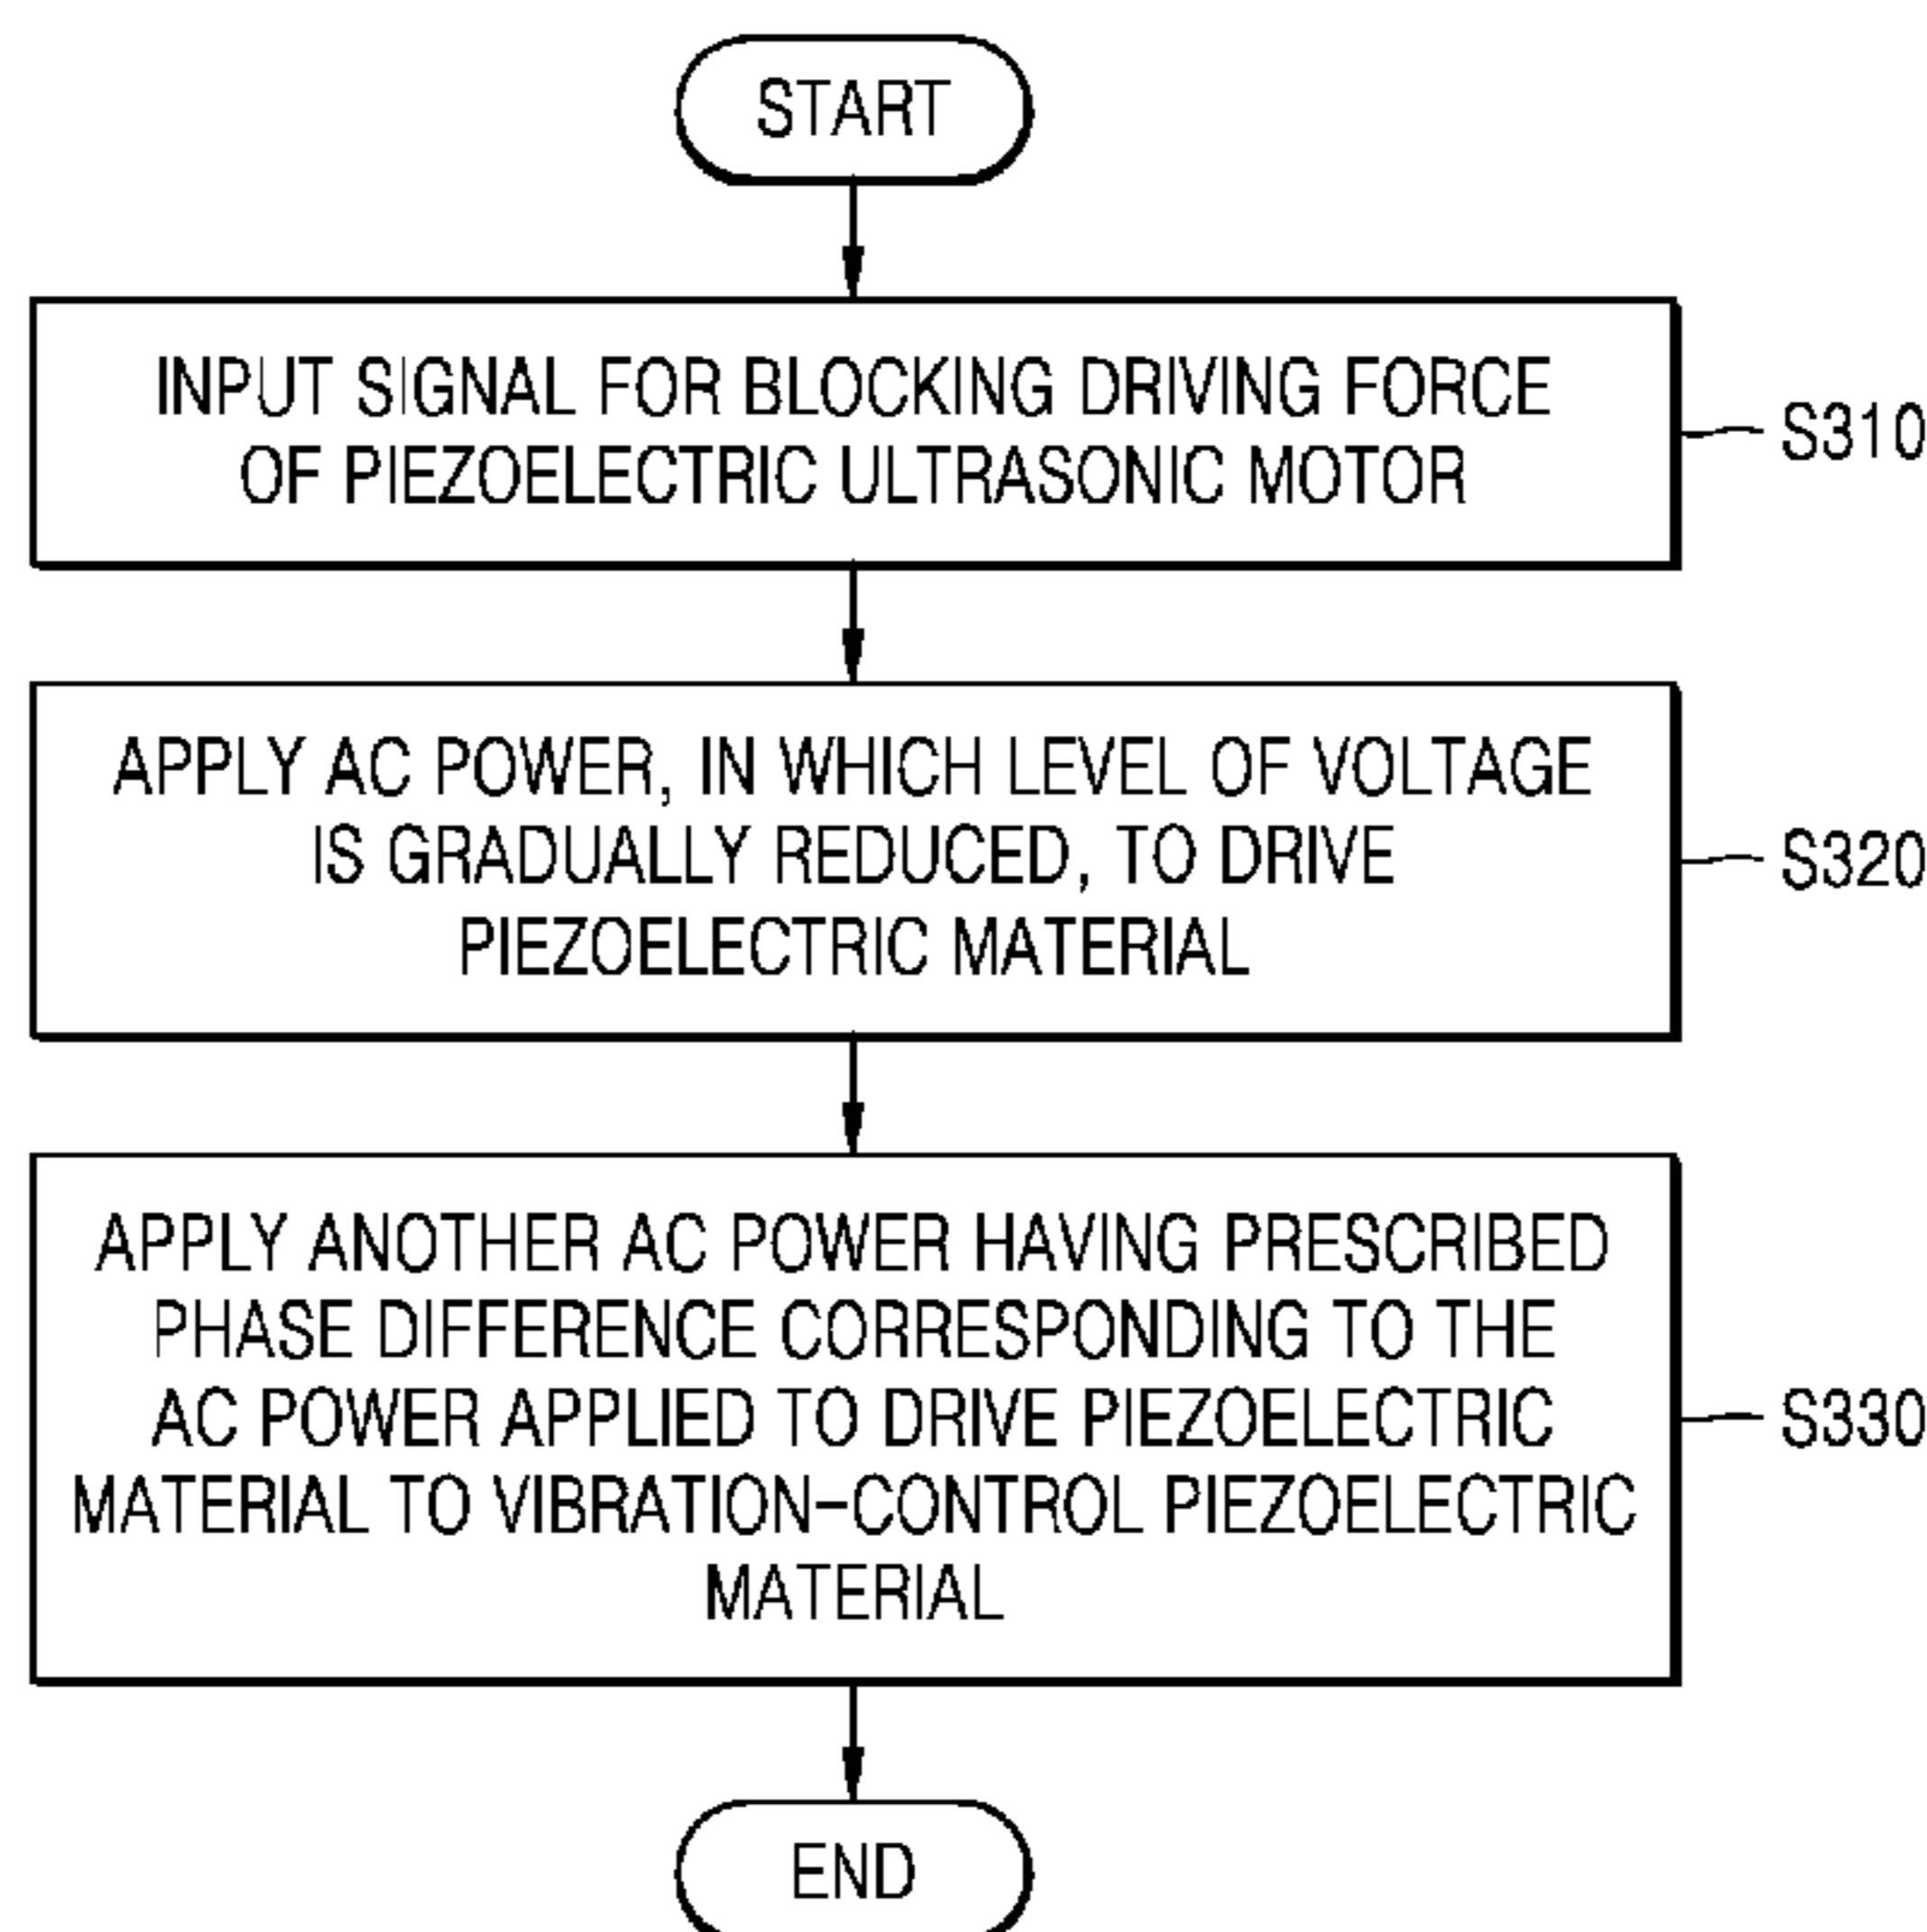 START
INPUT SIGNAL FOR BLOCKING DRIVING FORCE
OF PIEZOELECTRIC ULTRASONIC MOTOR
S310
APPLY AC POWER, IN WHICH LEVEL OF VOLTAGE
IS GRADUALLY REDUCED, TO DRIVE
PIEZOELECTRIC MATERIAL
S320
APPLY ANOTHER AC POWER HAVING PRESCRIBED
PHASE DIFFERENCE CORRESPONDING TO THE
AC POWER APPLIED TO DRIVE PIEZOELECTRIC
MATERIAL TO VIBRATION-CONTROL PIEZOELECTRIC
MATERIAL
S330
END